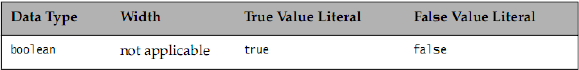 Data Type Width True Value Literal False Value Literal
boolean not applicable true false